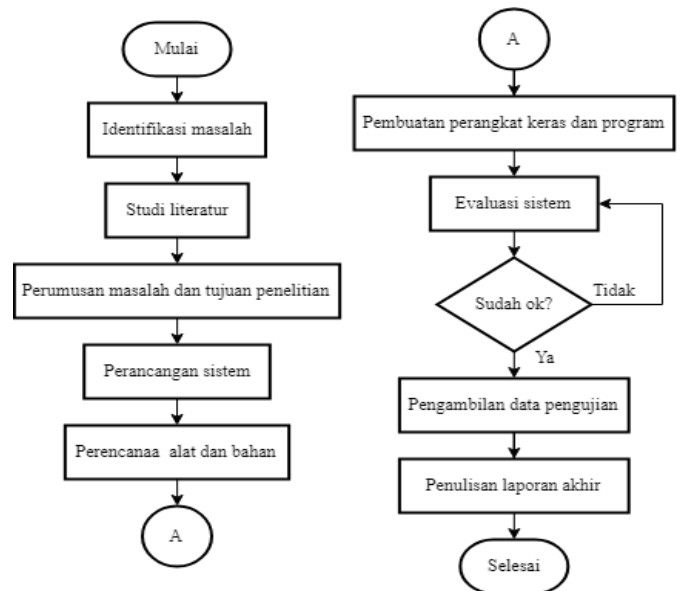 Mulai
Identifikasi masalah
Studi literatur
Perumusan masalah dan tujuan penelitian
Perancangan sistem
Perencanaa alat dan bahan
A
A
Pembuatan perangkat keras dan program
Evaluasi sistem
Sudah ok?
Tidak
Ya
Pengambilan data pengujian
Penulisan laporan akhir
Selesai